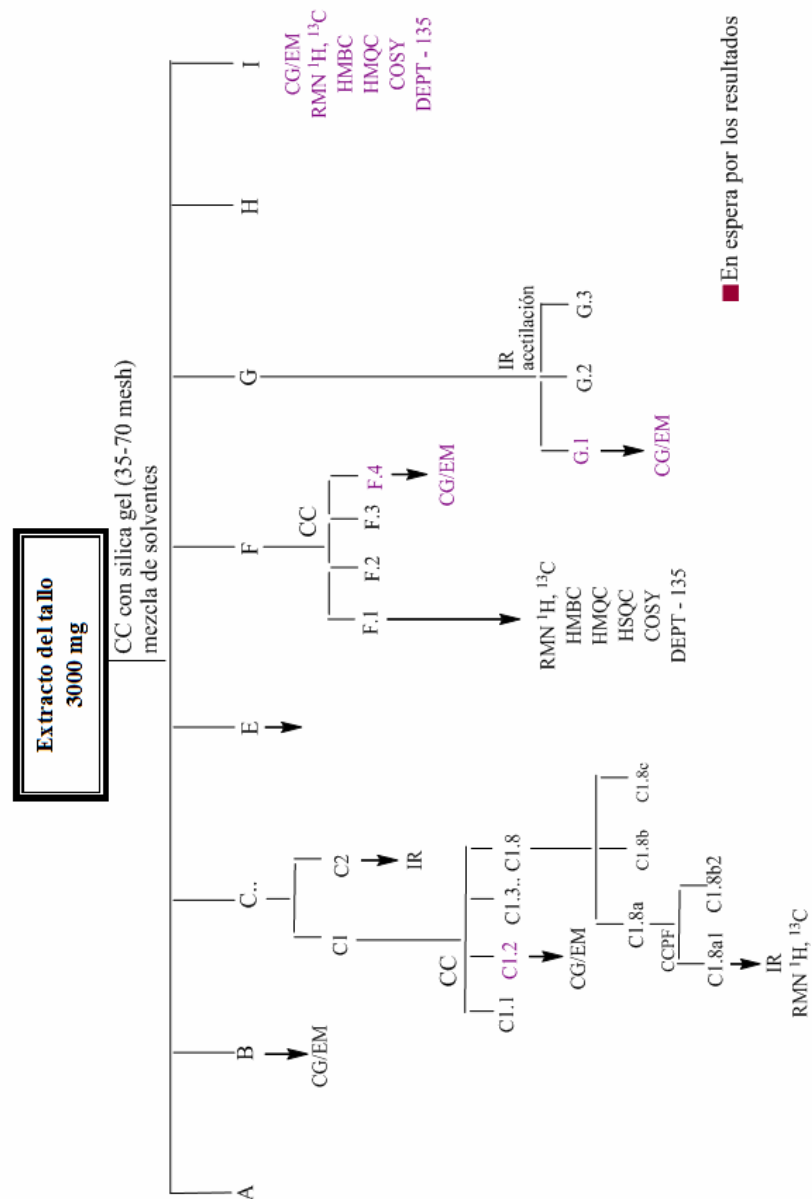 Extracto del tallo
3000 mg
CC con silica gel (35-70 mesh)
mezcla de solventes
A
B
C..
E
F
G
H
I
CG/EM
C1
C2
IR
CC
C1.1
C1.2
C1.3..
C1.8
CG/EM
C1.8a
C1.8b
C1.8c
CCPF
C1.8a1
C1.8b2
IR
RMN ¹H, ¹³C
CC
F.1
F.2
F.3
F.4
CG/EM
RMN ¹H, ¹³C
HMBC
HMQC
HSQC
COSY
DEPT - 135
IR
acetilación
G.1
G.2
G.3
CG/EM
CG/EM
RMN ¹H, ¹³C
HMBC
HMQC
COSY
DEPT - 135
En espera por los resultados